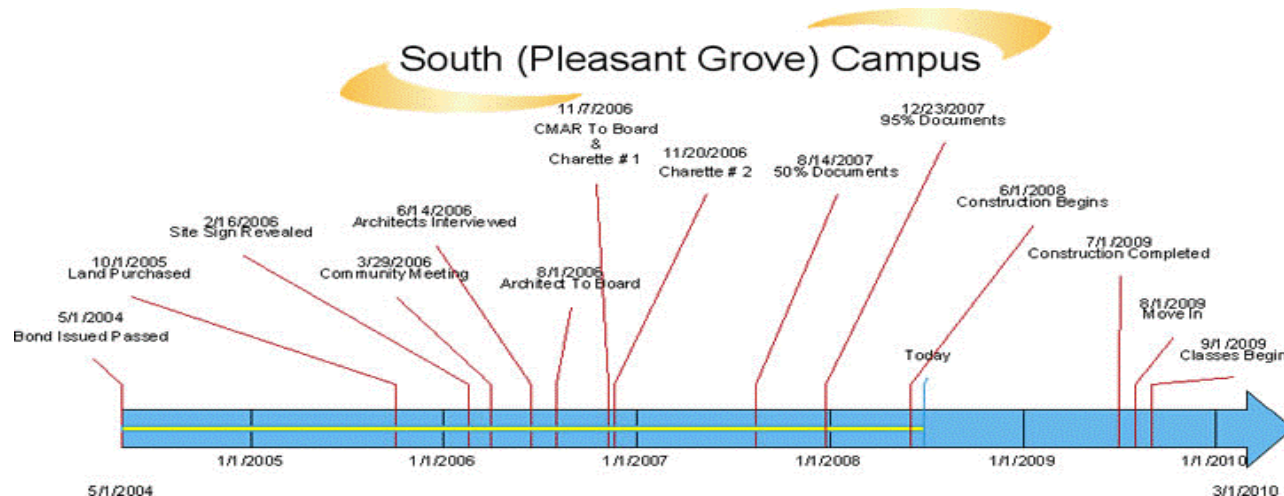 South (Pleasant Grove) Campus
11/7/2006
CMAR To Board
&
Charette # 1
12/23/2007
95% Documents
11/20/2006
Charette # 2
8/14/2007
50% Documents
6/1/2008
Construction Begins
6/14/2006
Architects Interviewed
2/16/2006
Site Sign Revealed
7/1/2009
Construction Completed
10/1/2005
Land Purchased
3/29/2006
Community Meeting
8/1/2006
Architect To Board
8/1/2009
Move In
5/1/2004
Bond Issued Passed
9/1/2009
Classes Begin
Today
1/1/2005
1/1/2006
1/1/2007
1/1/2008
1/1/2009
1/1/2010
5/1/2004
3/1/2010